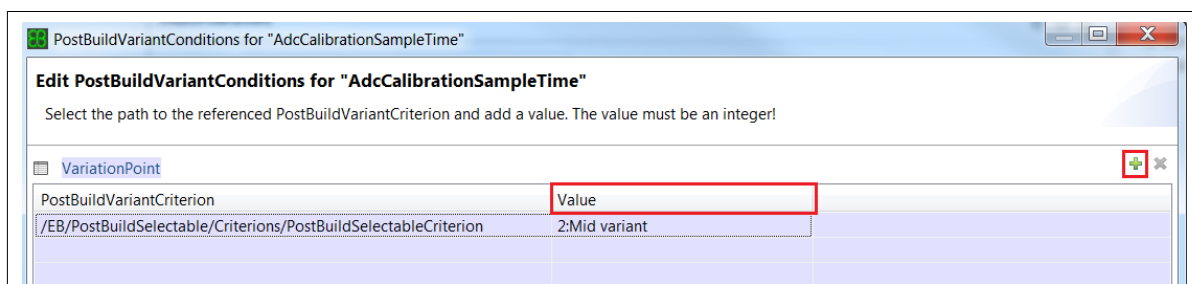 PostBuildVariantConditions for "AdcCalibrationSampleTime"
Edit PostBuildVariantConditions for "AdcCalibrationSampleTime"
Select the path to the referenced PostBuildVariantCriterion and add a value. The value must be an integer!
VariationPoint
PostBuildVariantCriterion Value
/EB/PostBuildSelectable/Criterions/PostBuildSelectableCriterion 2:Mid variant